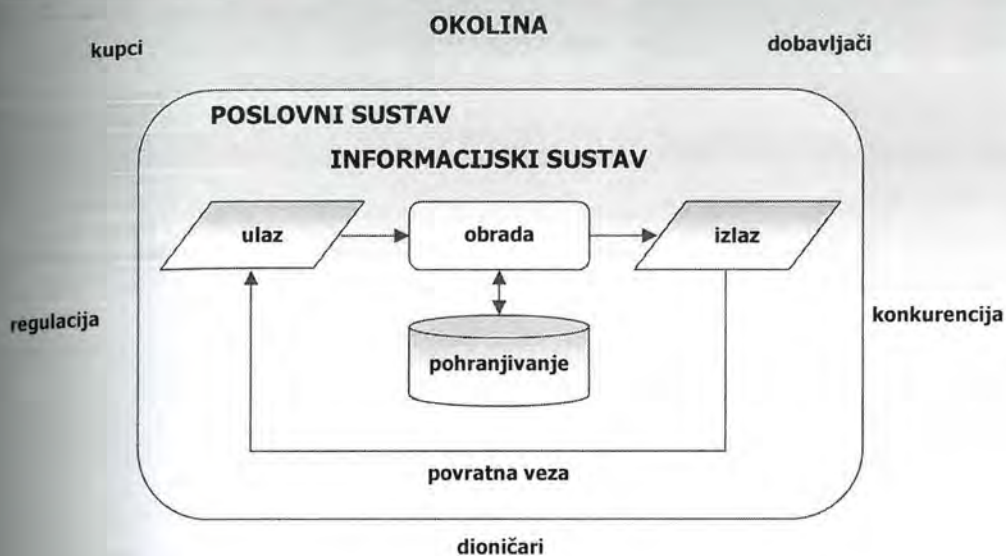 OKOLINA
kupci
dobavljači
POSLOVNI SUSTAV
INFORMACIJSKI SUSTAV
ulaz
obrada
izlaz
regulacija
konkurencija
pohranjivanje
povratna veza
dioničari